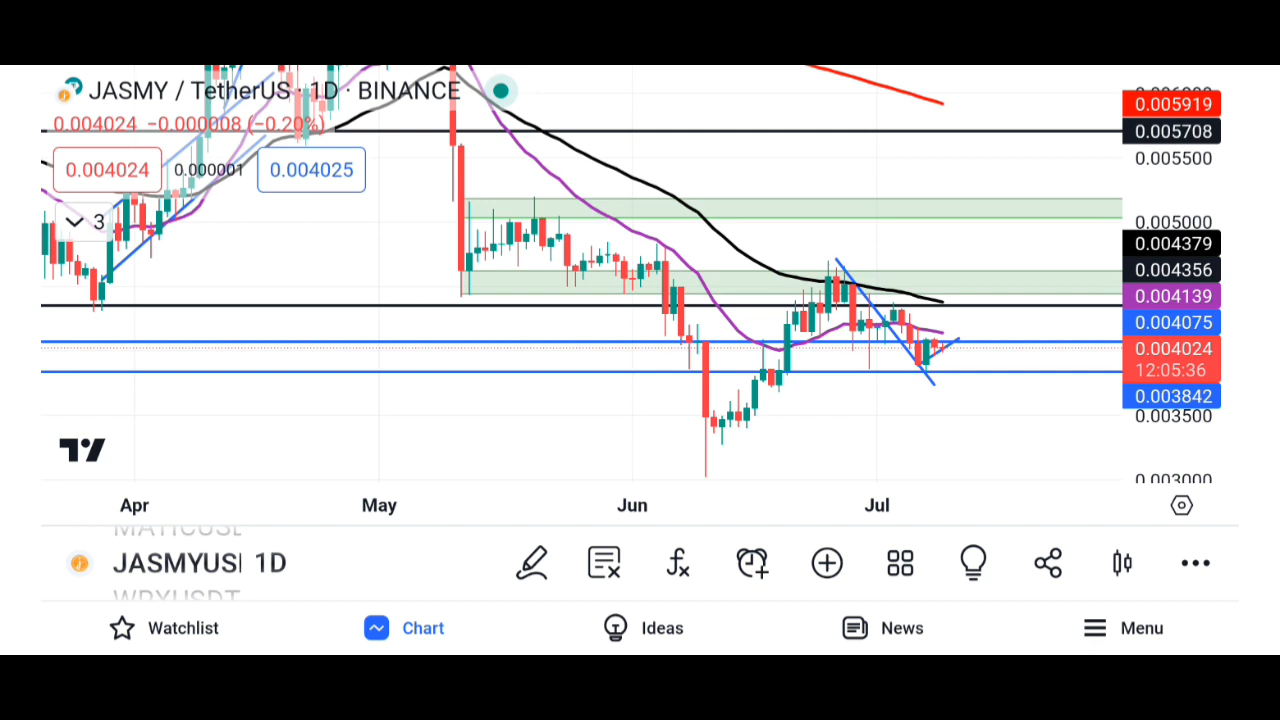 JASMY / TetherUS · 1D · BINANCE
0.004024 −0.000008 (−0.20%)
0.004024 0.000001 0.004025
3
0.005919
0.005708
0.005500
0.005000
0.004379
0.004356
0.004139
0.004075
0.004024
12:05:36
0.003842
0.003500
0.003000
Apr May Jun Jul
JASMYUS 1D
Watchlist Chart Ideas News Menu